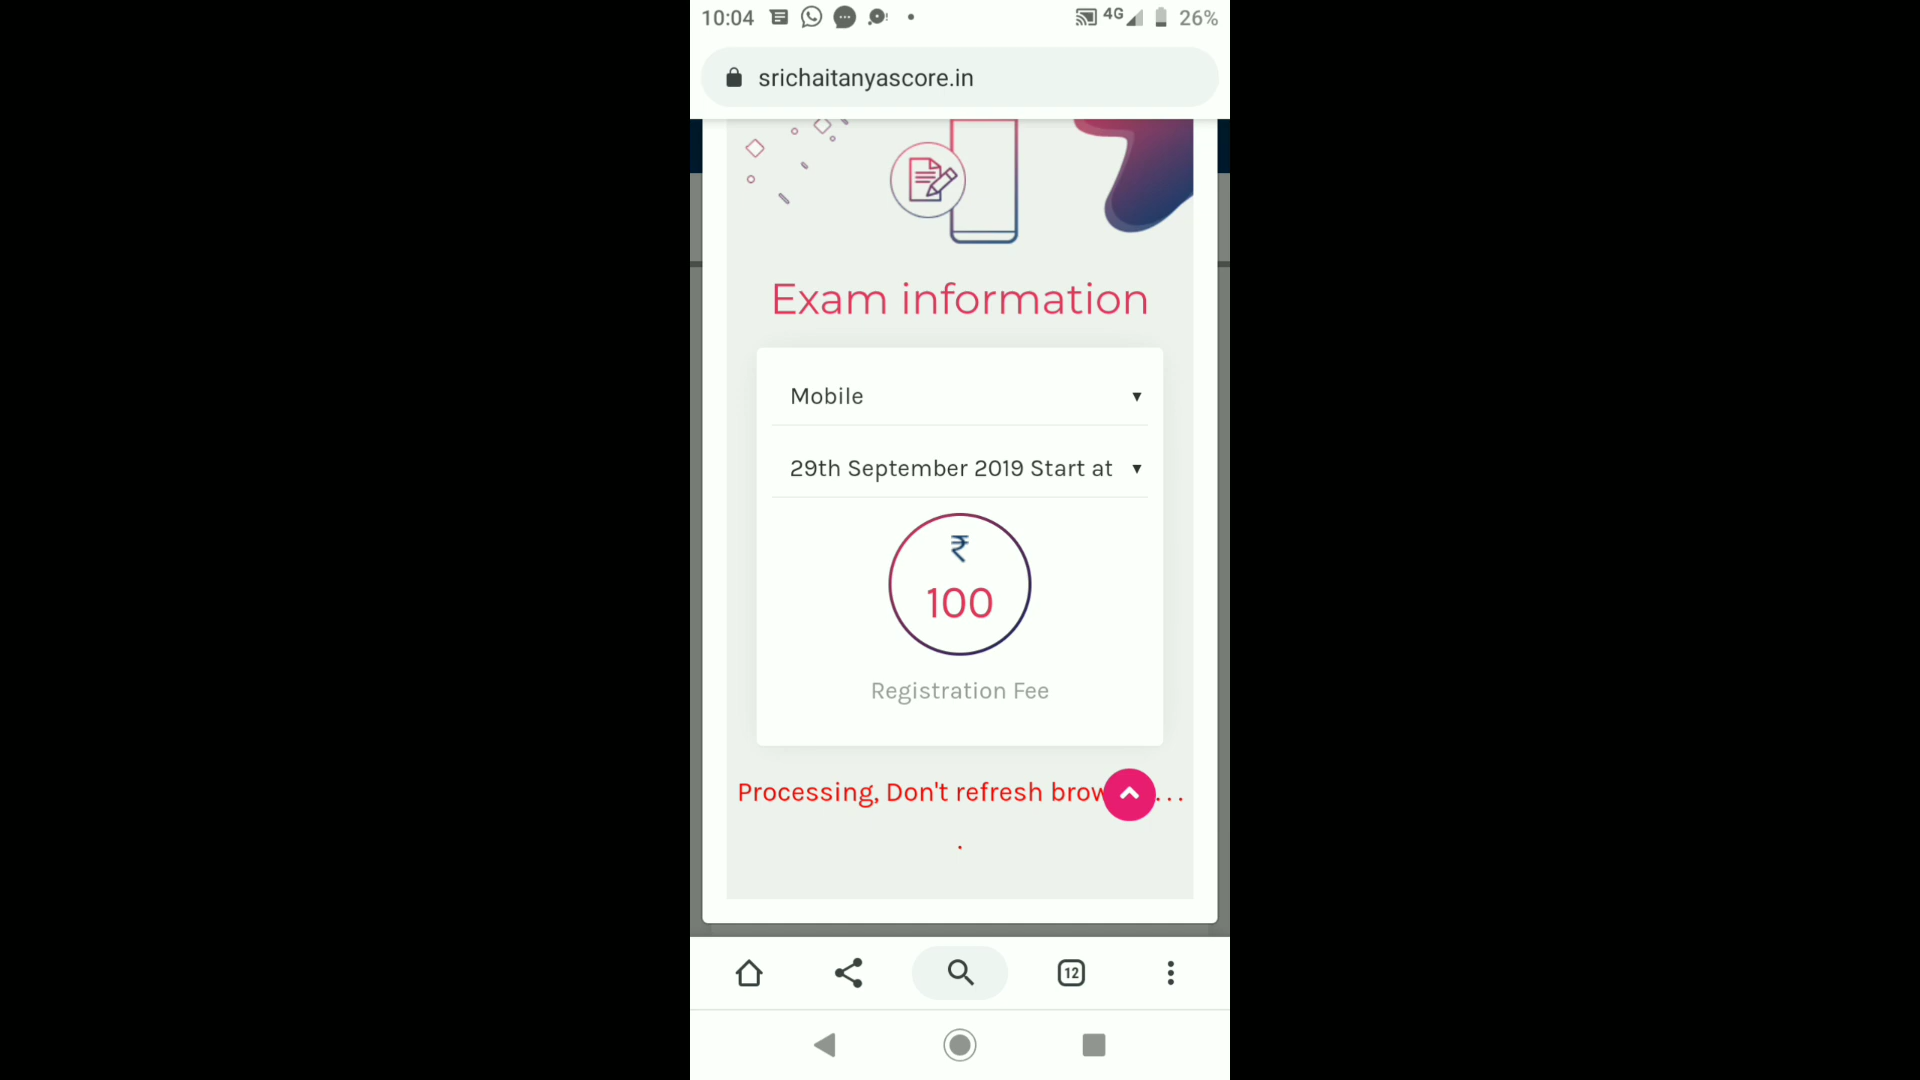 10:04
4G
26%
srichaitanyascore.in
Exam information
Mobile
29th September 2019 Start at
₹
100
Registration Fee
Processing, Don't refresh ...
.
12